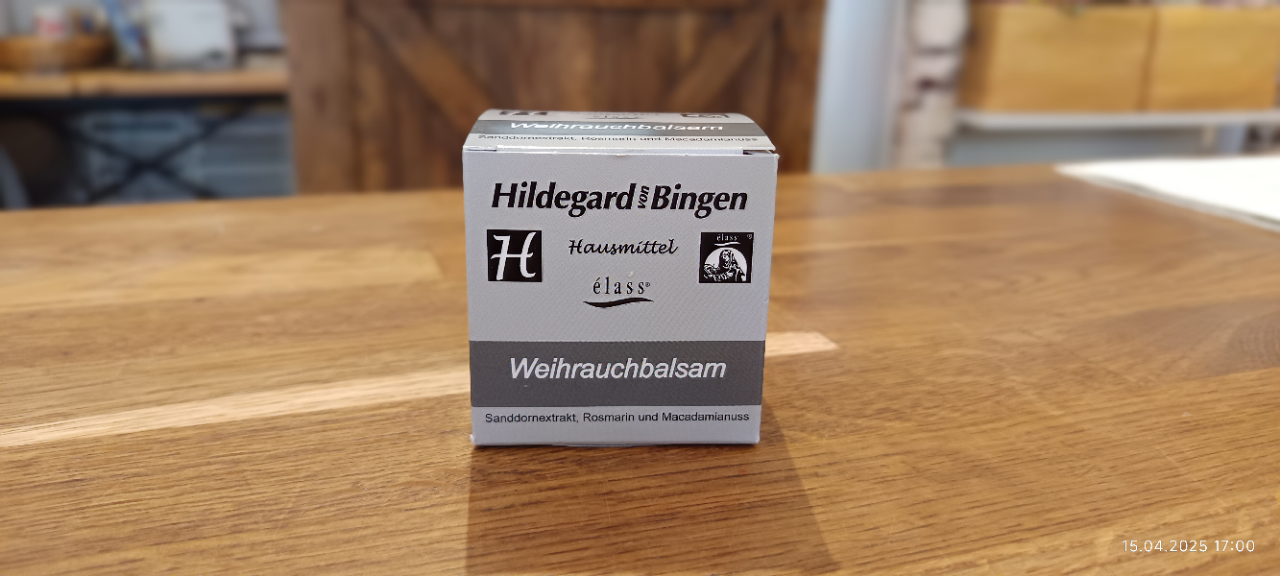 Weihrauchbalsam
Sanddornextrakt, Rosmarin und Macadamianuss
Hildegard von Bingen
H
Hausmittel
élass®
élass®
Weihrauchbalsam
Sanddornextrakt, Rosmarin und Macadamianuss
15.04.2025 17:00